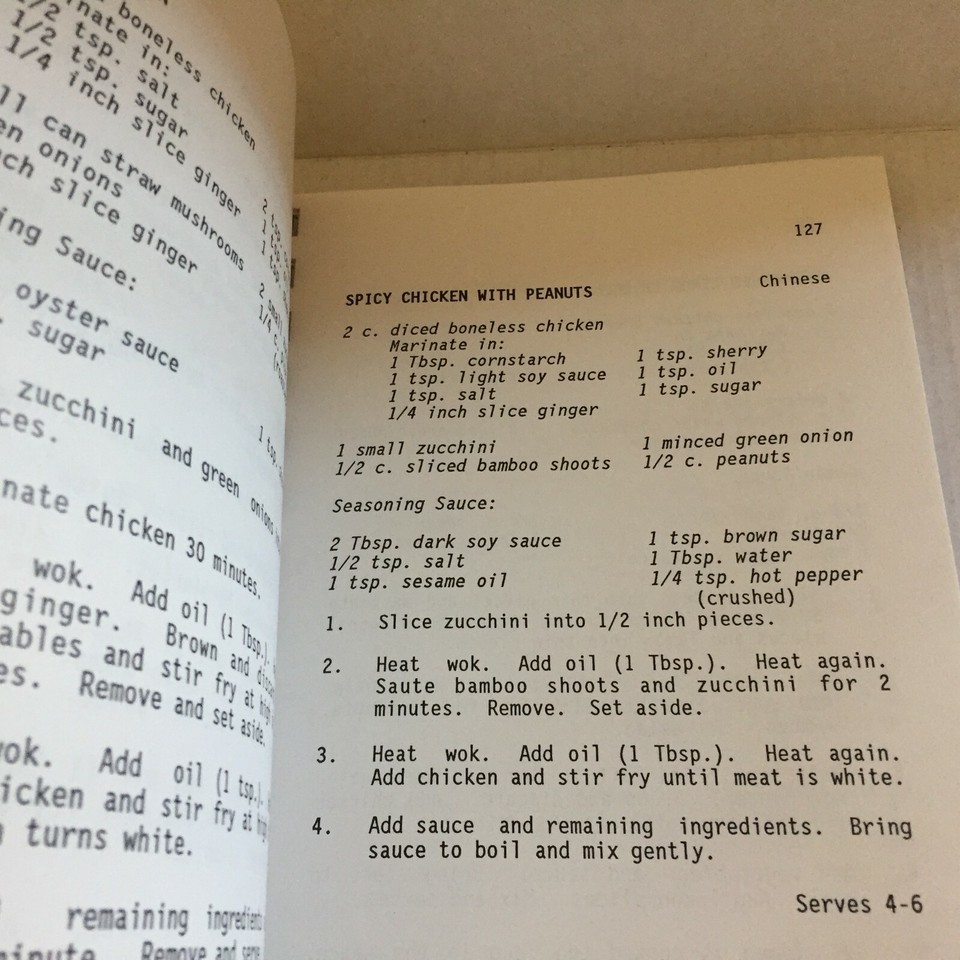 boneless chicken
nate in:
1/2 tsp. salt
1/2 tsp. sugar
1/4 inch slice ginger
can straw mushrooms
onions
slice ginger
Sauce:
oyster sauce
sugar
zucchini and green onions
chicken 30 minutes.
wok. Add oil (1 Tbsp.).
ginger. Brown and
and stir fry at
Remove and set aside.
wok. Add oil (1 tsp.).
and stir fry at
turns white.
remaining
Remove and
127
Chinese
SPICY CHICKEN WITH PEANUTS
2 c. diced boneless chicken
Marinate in:
1 Tbsp. cornstarch 1 tsp. sherry
1 tsp. light soy sauce 1 tsp. oil
1 tsp. salt 1 tsp. sugar
1/4 inch slice ginger
1 small zucchini 1 minced green onion
1/2 c. sliced bamboo shoots 1/2 c. peanuts
Seasoning Sauce:
2 Tbsp. dark soy sauce 1 tsp. brown sugar
1/2 tsp. salt 1 Tbsp. water
1 tsp. sesame oil 1/4 tsp. hot pepper
(crushed)
1. Slice zucchini into 1/2 inch pieces.
2. Heat wok. Add oil (1 Tbsp.). Heat again.
Saute bamboo shoots and zucchini for 2
minutes. Remove. Set aside.
3. Heat wok. Add oil (1 Tbsp.). Heat again.
Add chicken and stir fry until meat is white.
4. Add sauce and remaining ingredients. Bring
sauce to boil and mix gently.
Serves 4-6